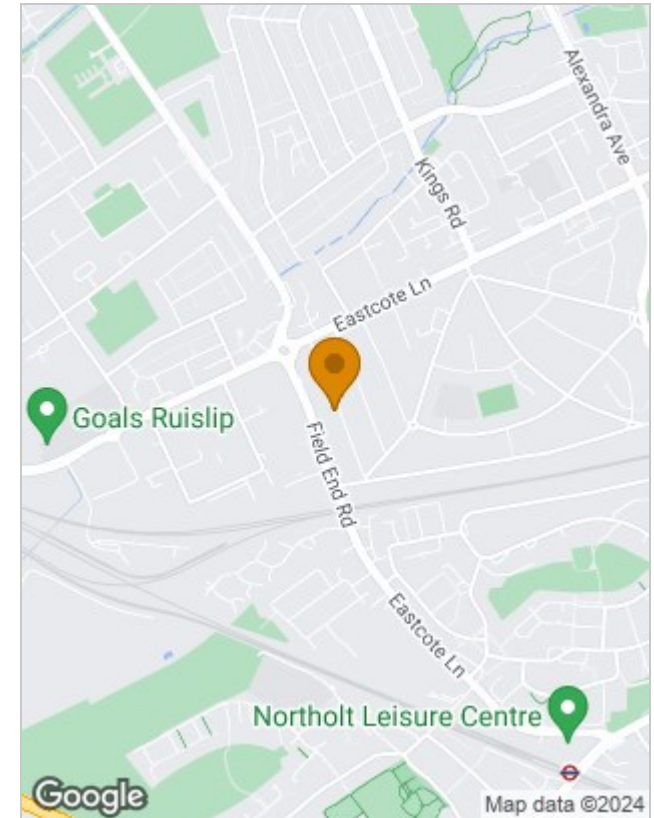 Alexandra Ave
Kings Rd
Eastcote Ln
Goals Ruislip
Field End Rd
Eastcote Ln
Northolt Leisure Centre
Google
Map data ©2024